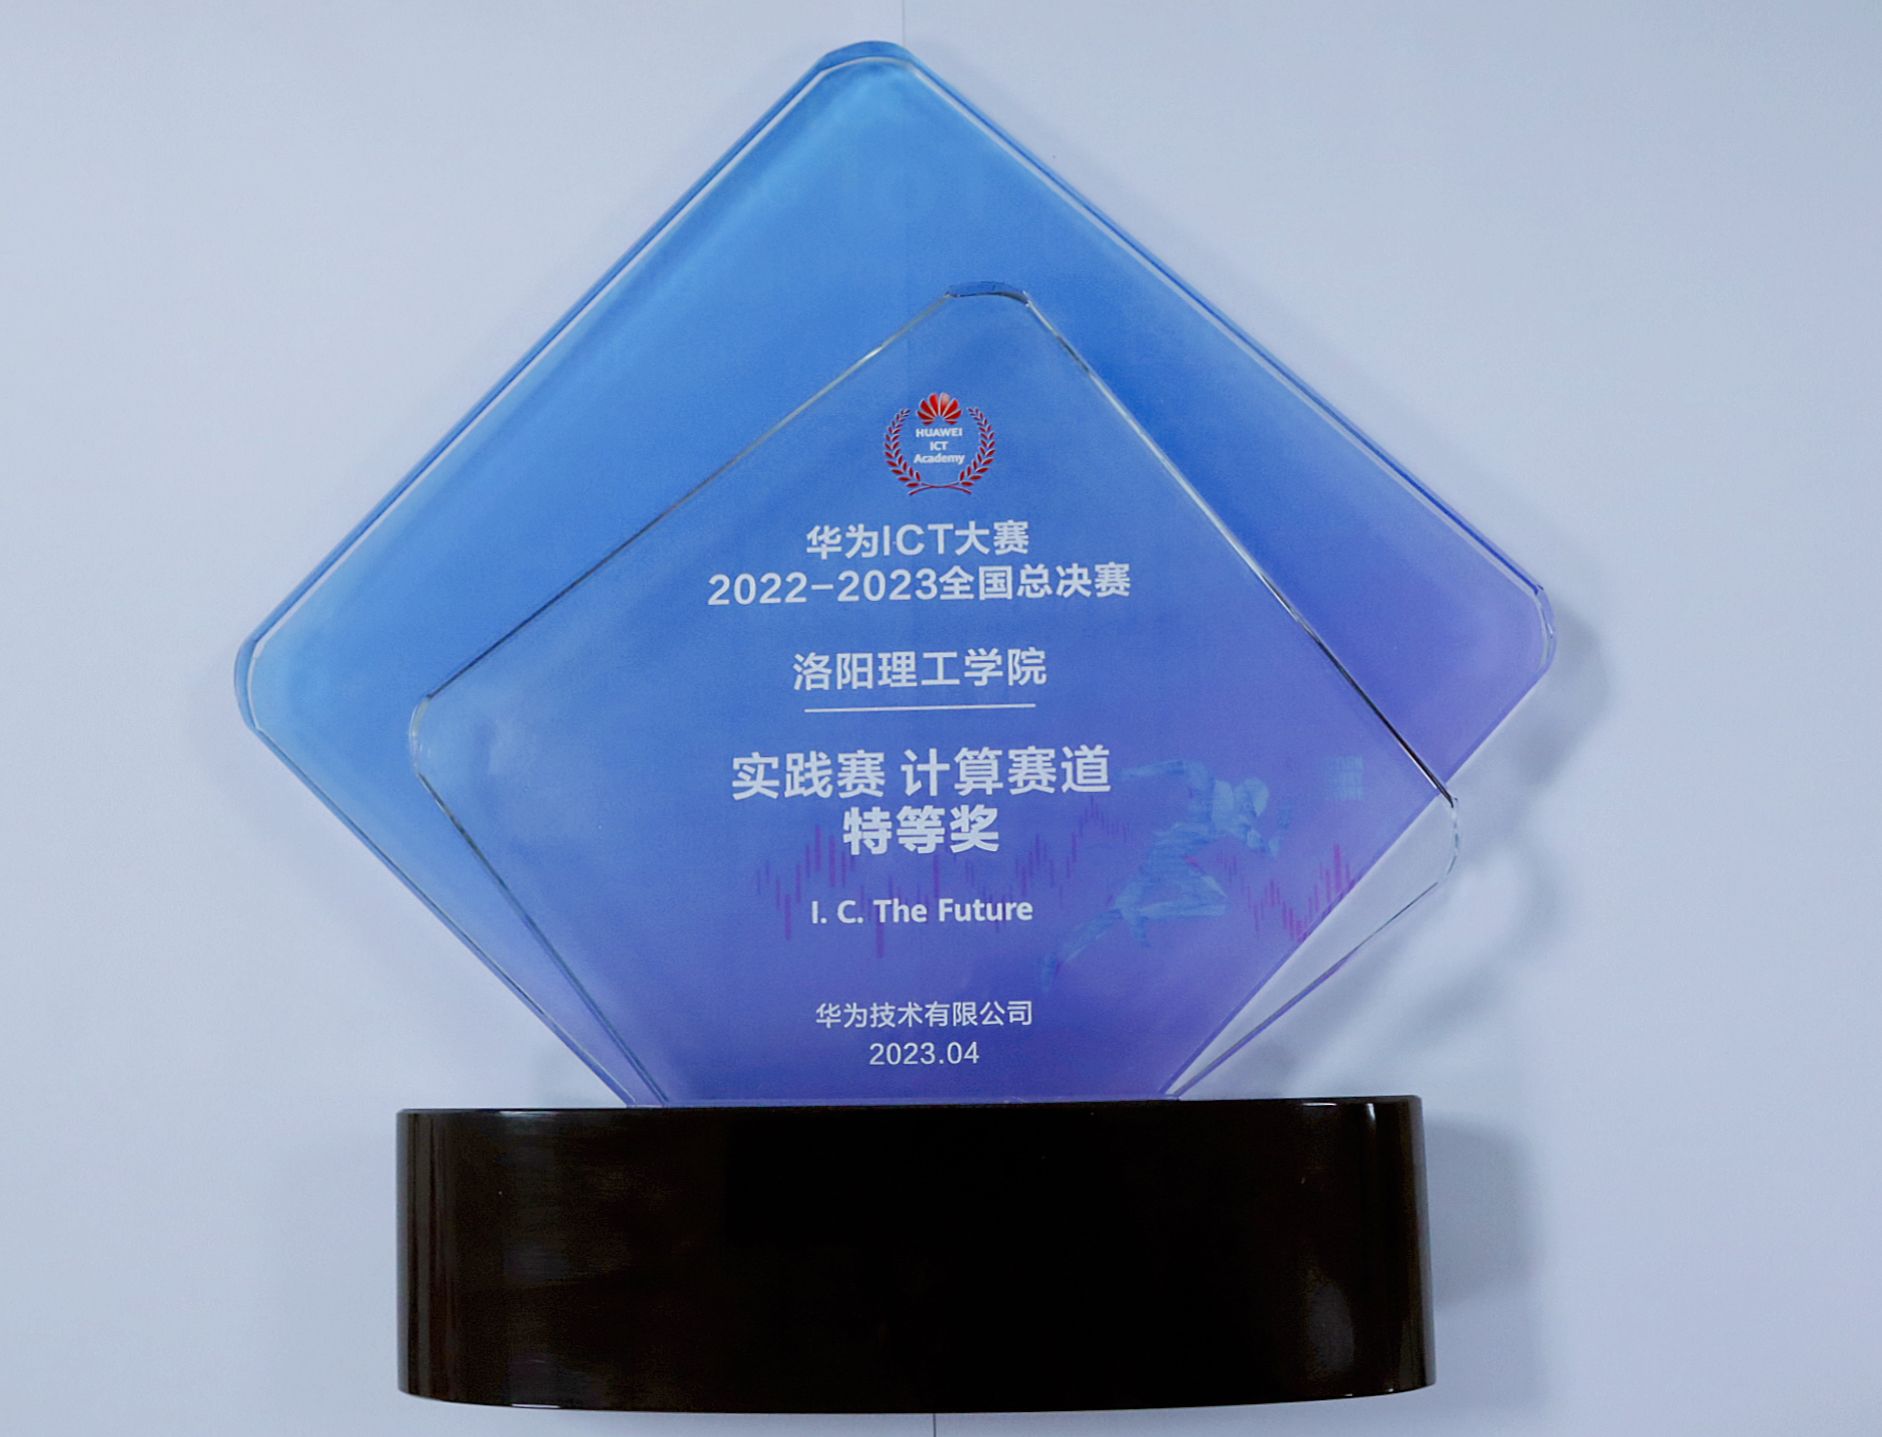 HUAWEI
ICT
Academy
华为ICT大赛
2022-2023全国总决赛
洛阳理工学院
实践赛 计算赛道
特等奖
I. C. The Future
华为技术有限公司
2023.04